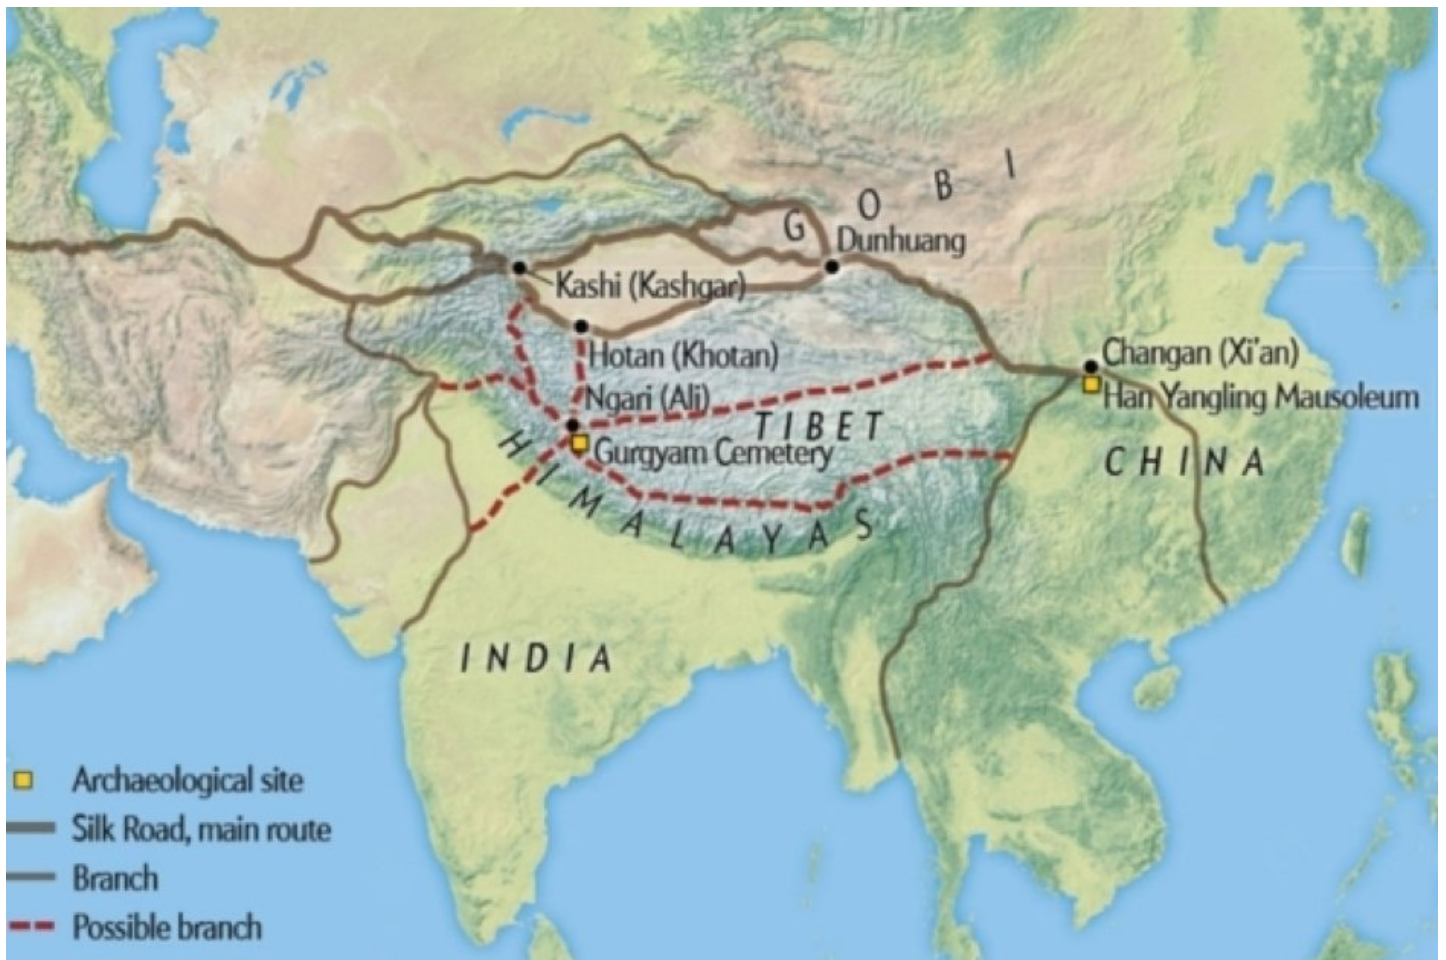 GOBI
Dunhuang
Kashi (Kashgar)
Hotan (Khotan)
Changan (Xi'an)
Ngari (Ali)
Han Yangling Mausoleum
TIBET
Gurgyam Cemetery
CHINA
HIMALAYAS
INDIA
Archaeological site
Silk Road, main route
Branch
Possible branch